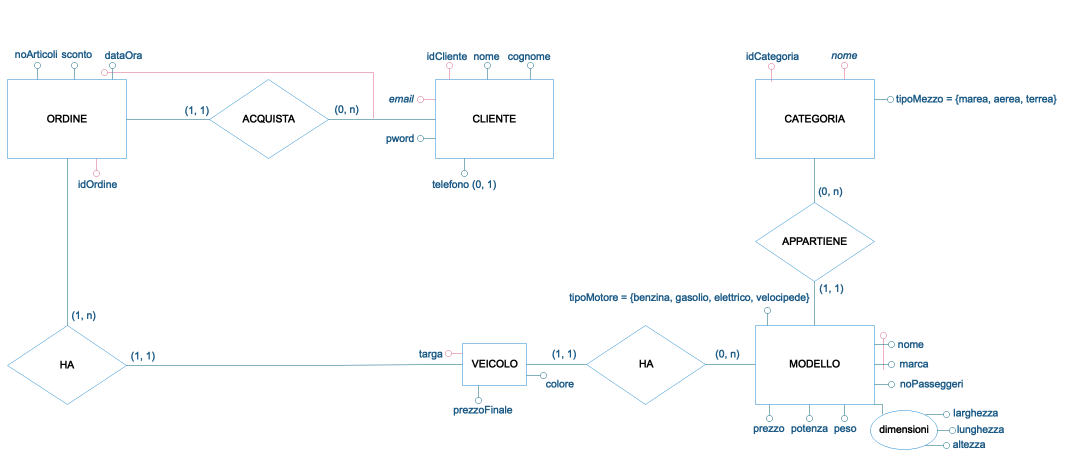 noArticoli sconto dataOra
idCliente nome cognome
idCategoria nome
email
tipoMezzo = {marea, aerea, terrea}
ORDINE (1, 1) ACQUISTA (0, n) CLIENTE CATEGORIA
pword
idOrdine telefono (0, 1)
(0, n)
APPARTIENE
(1, 1)
tipoMotore = {benzina, gasolio, elettrico, velocipede}
(1, n)
HA (1, 1) targa VEICOLO (1, 1) HA (0, n) MODELLO
nome
marca
noPasseggeri
colore
prezzoFinale
prezzo potenza peso
dimensioni
larghezza
lunghezza
altezza